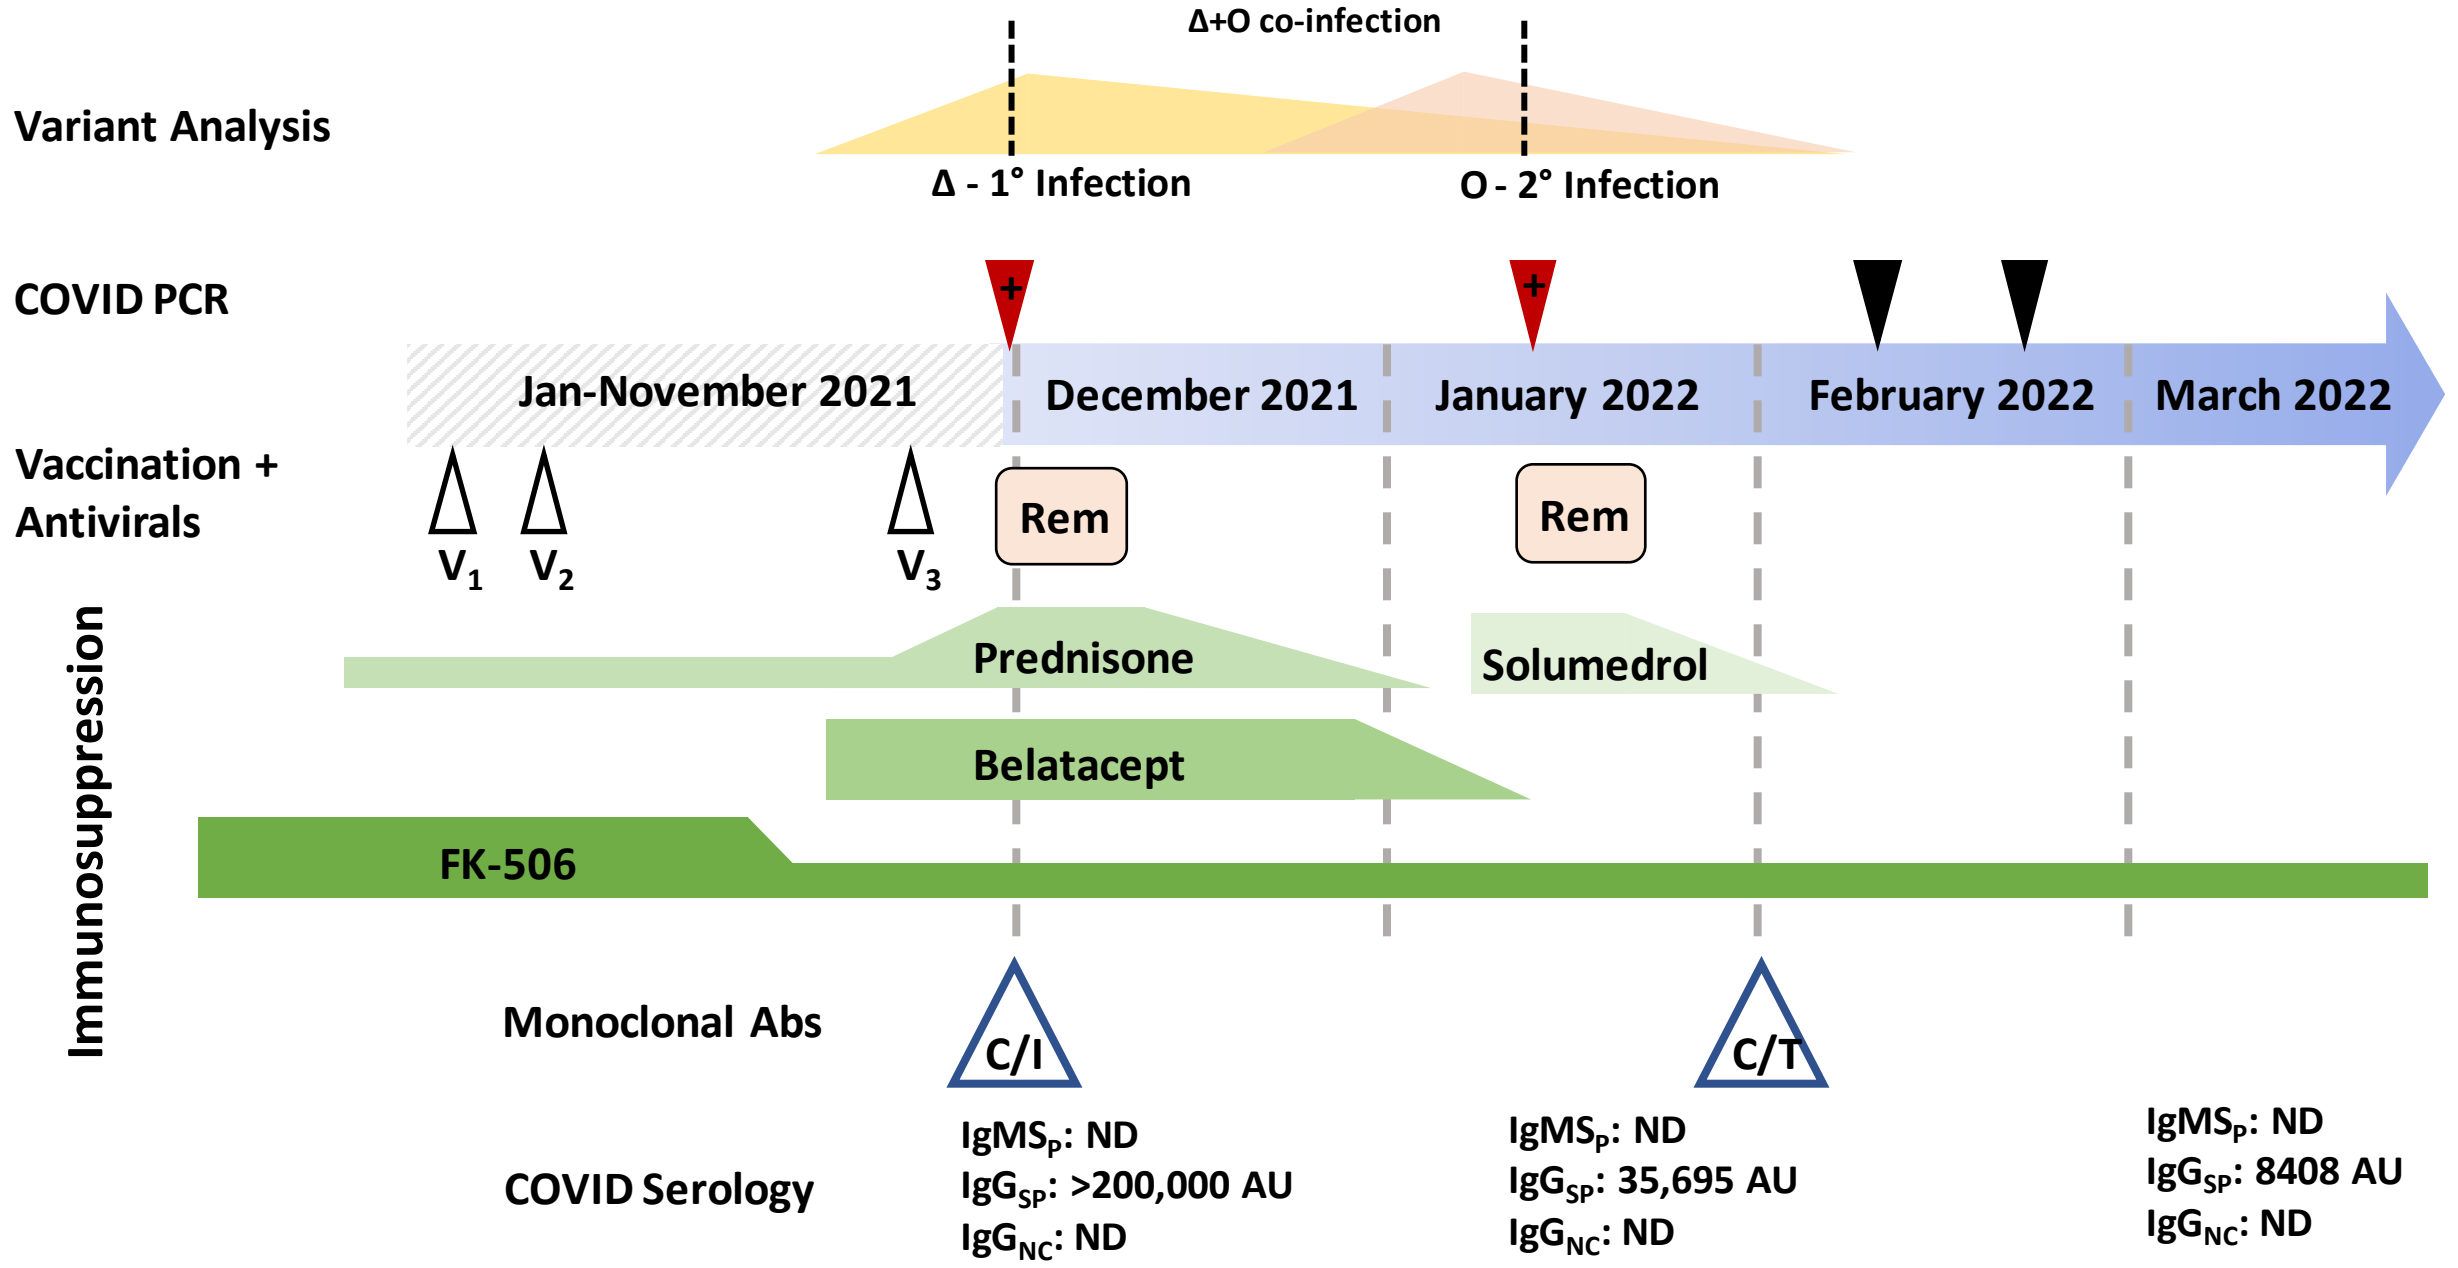 Δ+O co-infection
Variant Analysis
Δ - 1° Infection
O - 2° Infection
COVID PCR
+
+
Jan-November 2021
December 2021
January 2022
February 2022
March 2022
Vaccination +
Antivirals
V1
V2
V3
Rem
Rem
Immunosuppression
Prednisone
Solumedrol
Belatacept
FK-506
Monoclonal Abs
C/I
C/T
COVID Serology
IgMSP: ND
IgGSP: >200,000 AU
IgGNC: ND
IgMSP: ND
IgGSP: 35,695 AU
IgGNC: ND
IgMSP: ND
IgGSP: 8408 AU
IgGNC: ND